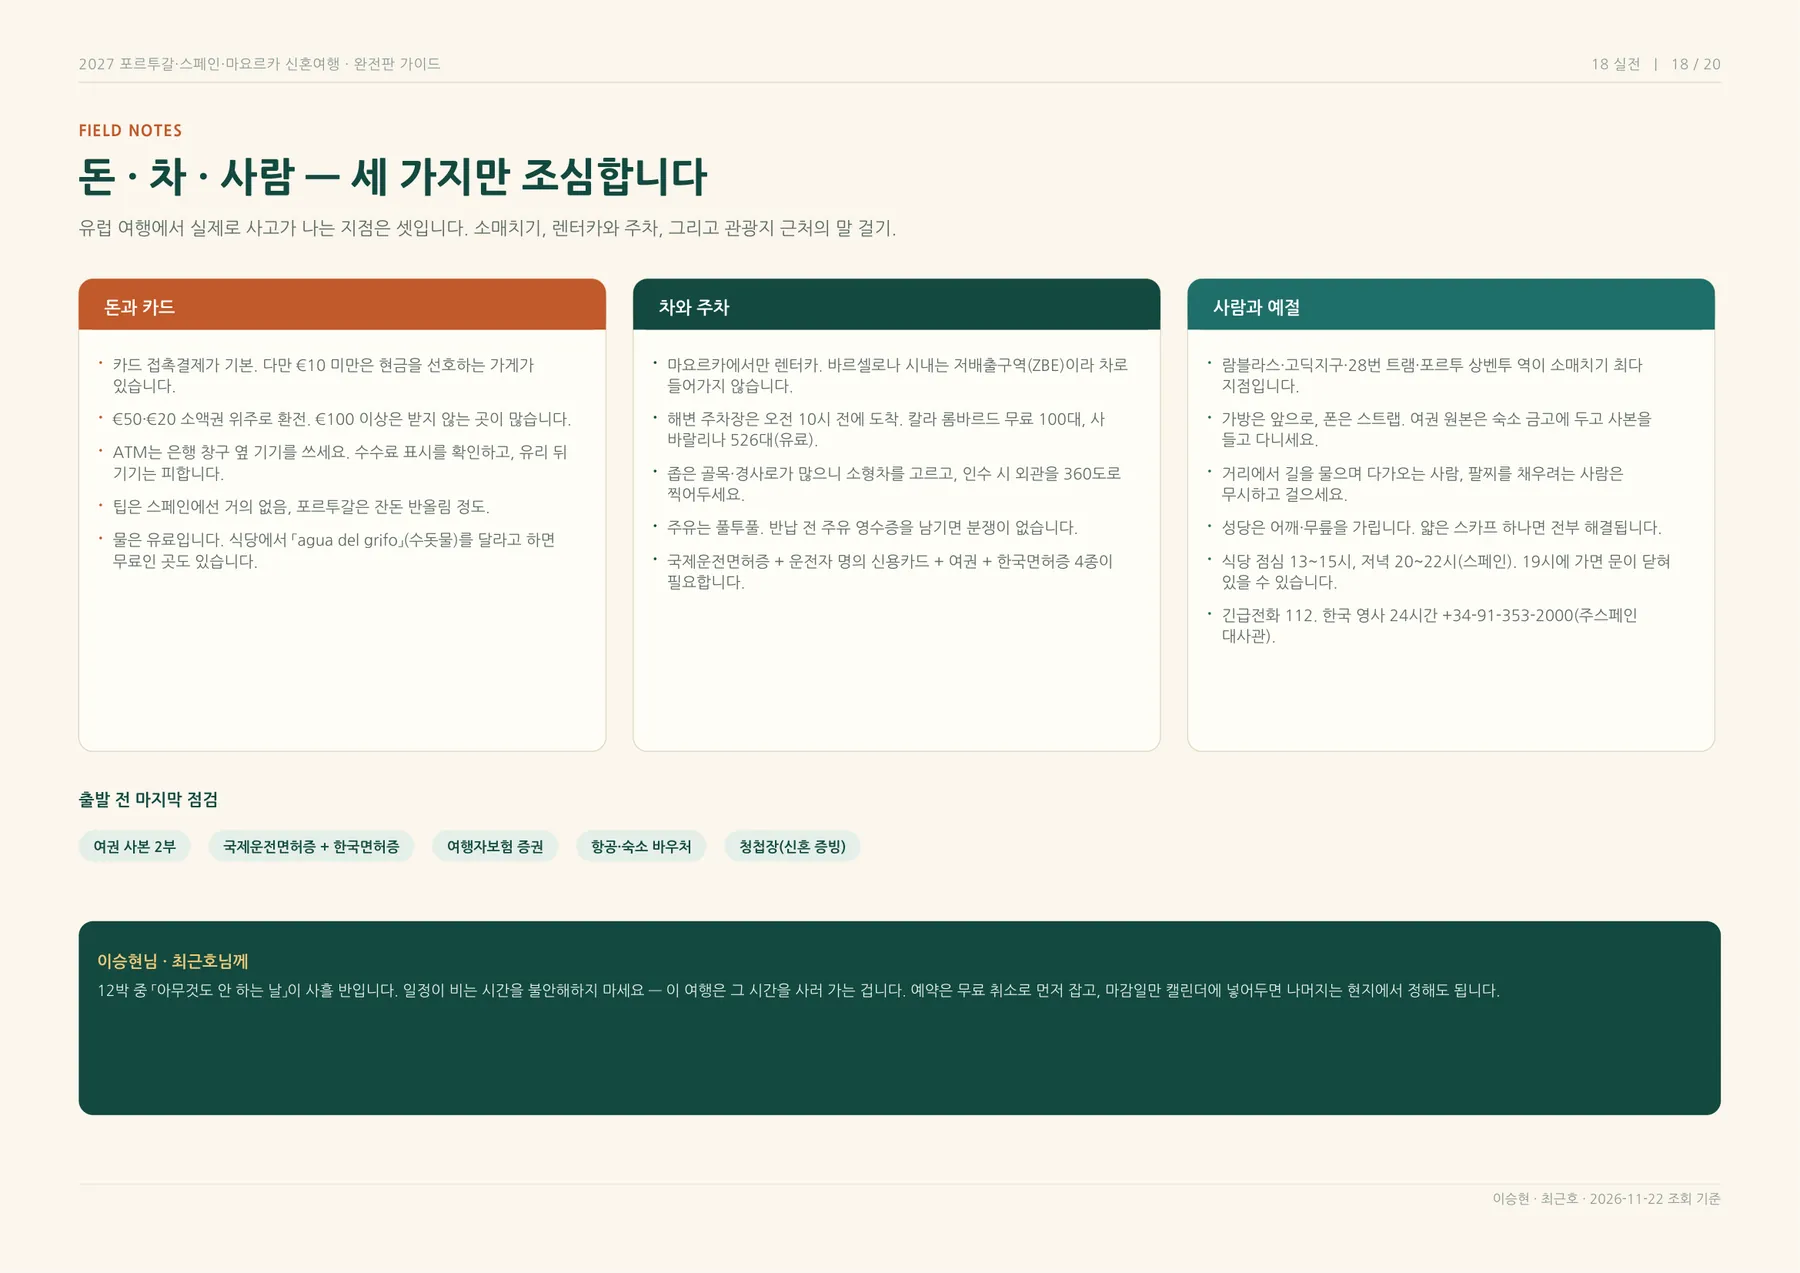 2027 포르투갈·스페인·마요르카 신혼여행 · 완전판 가이드
18 실전 | 18 / 20
FIELD NOTES
돈 · 차 · 사람 — 세 가지만 조심합니다
유럽 여행에서 실제로 사고가 나는 지점은 셋입니다. 소매치기, 렌터카와 주차, 그리고 관광지 근처의 말 걸기.
돈과 카드
• 카드 접촉결제가 기본. 다만 €10 미만은 현금을 선호하는 가게가
있습니다.
• €50·€20 소액권 위주로 환전. €100 이상은 받지 않는 곳이 많습니다.
• ATM는 은행 창구 옆 기기를 쓰세요. 수수료 표시를 확인하고, 유리 뒤
기기는 피합니다.
• 팁은 스페인에선 거의 없음, 포르투갈은 잔돈 반올림 정도.
• 물은 유료입니다. 식당에서 「agua del grifo」(수돗물)를 달라고 하면
무료인 곳도 있습니다.
차와 주차
• 마요르카에서만 렌터카. 바르셀로나 시내는 저배출구역(ZBE)이라 차로
들어가지 않습니다.
• 해변 주차장은 오전 10시 전에 도착. 칼라 롬바르드 무료 100대, 사
바랄리나 526대(유료).
• 좁은 골목·경사로가 많으니 소형차를 고르고, 인수 시 외관을 360도로
찍어두세요.
• 주유는 풀투풀. 반납 전 주유 영수증을 남기면 분쟁이 없습니다.
• 국제운전면허증 + 운전자 명의 신용카드 + 여권 + 한국면허증 4종이
필요합니다.
사람과 예절
• 람블라스·고딕지구·28번 트램·포르투 상벤투 역이 소매치기 최다
지점입니다.
• 가방은 앞으로, 폰은 스트랩. 여권 원본은 숙소 금고에 두고 사본을
들고 다니세요.
• 거리에서 길을 물으며 다가오는 사람, 팔찌를 채우려는 사람은
무시하고 걸으세요.
• 성당은 어깨·무릎을 가립니다. 얇은 스카프 하나면 전부 해결됩니다.
• 식당 점심 13~15시, 저녁 20~22시(스페인). 19시에 가면 문이 닫혀
있을 수 있습니다.
• 긴급전화 112. 한국 영사 24시간 +34-91-353-2000(주스페인
대사관).
출발 전 마지막 점검
여권 사본 2부
국제운전면허증 + 한국면허증
여행자보험 증권
항공·숙소 바우처
청첩장(신혼 증빙)
이승현님 · 최근호님께
12박 중 「아무것도 안 하는 날」이 사흘 반입니다. 일정이 비는 시간을 불안해하지 마세요 — 이 여행은 그 시간을 사러 가는 겁니다. 예약은 무료 취소로 먼저 잡고, 마감일만 캘린더에 넣어두면 나머지는 현지에서 정해도 됩니다.
이승현 · 최근호 · 2026-11-22 조회 기준